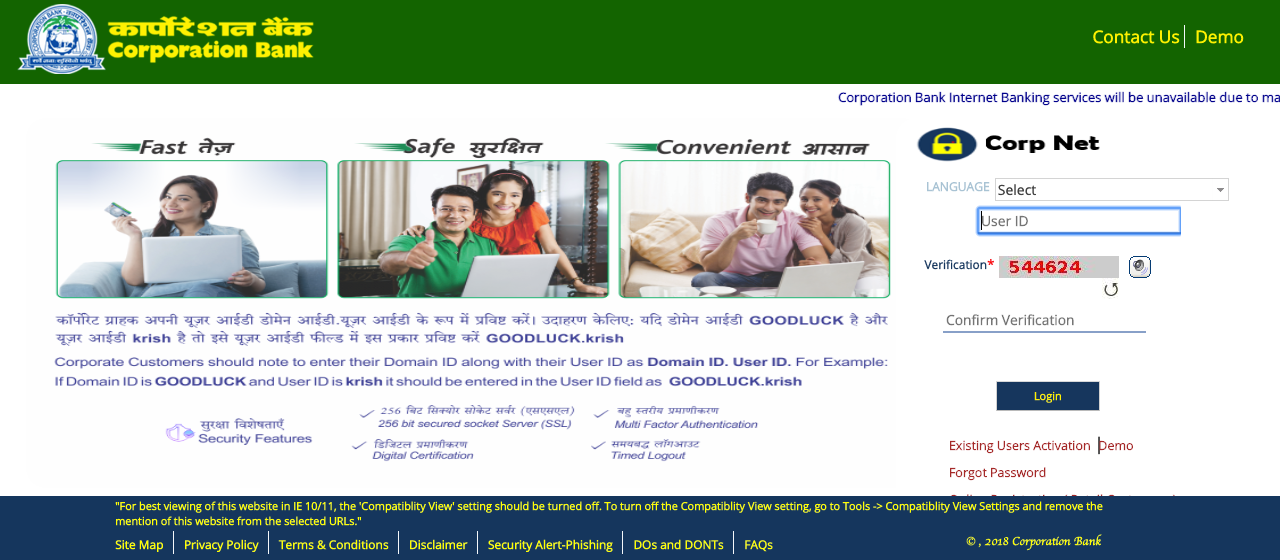 कार्पोरेशन बैंक
Corporation Bank
Contact Us
Demo
Corporation Bank Internet Banking services will be unavailable due to ma
Fast तेज़
Safe सुरक्षित
Convenient आसान
Corp Net
LANGUAGE Select
User ID
Verification* 544624
Confirm Verification
Login
Existing Users Activation Demo
Forgot Password
कॉर्पोरेट ग्राहक अपनी यूज़र आईडी डोमेन आईडी.यूज़र आईडी के रूप में प्रविष्ट करें। उदाहरण केलिए: यदि डोमेन आईडी GOODLUCK है और
यूज़र आईडी krish है तो इसे यूज़र आईडी फील्ड में इस प्रकार प्रविष्ट करें GOODLUCK.krish
Corporate Customers should note to enter their Domain ID along with their User ID as Domain ID. User ID. For Example:
If Domain ID is GOODLUCK and User ID is krish it should be entered in the User ID field as GOODLUCK.krish
सुरक्षा विशेषताएँ
Security Features
256 बिट सिक्योर सोकेट सर्वर (एसएसएल)
256 bit secured socket Server (SSL)
बहु स्तरीय प्रमाणीकरण
Multi Factor Authentication
डिजिटल प्रमाणीकरण
Digital Certification
समयबद्ध लॉगआउट
Timed Logout
"For best viewing of this website in IE 10/11, the 'Compatiblity View' setting should be turned off. To turn off the Compatiblity View setting, go to Tools -> Compatiblity View Settings and remove the
mention of this website from the selected URLs."
Site Map
Privacy Policy
Terms & Conditions
Disclaimer
Security Alert-Phishing
DOs and DONTs
FAQs
© , 2018 Corporation Bank